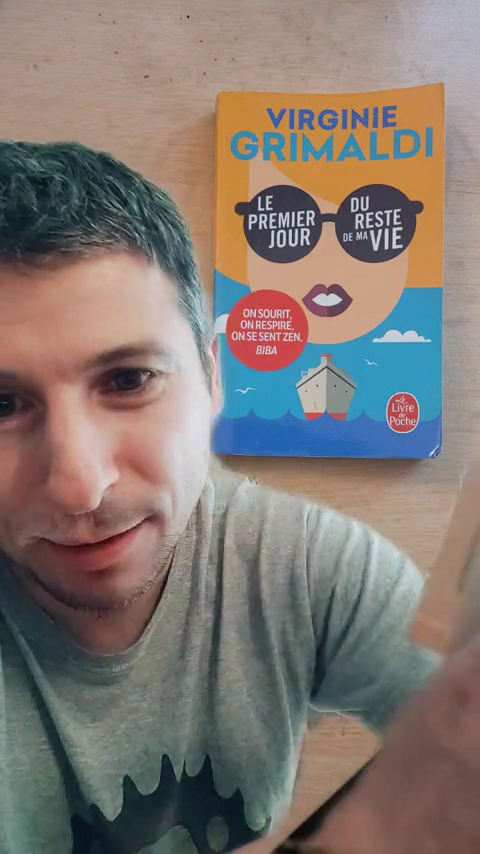 VIRGINIE
GRIMALDI
LE
PREMIER
JOUR
DU
RESTE
DE MA VIE
ON SOURIT,
ON RESPIRE,
ON SE SENT ZEN.
BIBA
Le
Livre
de
Poche